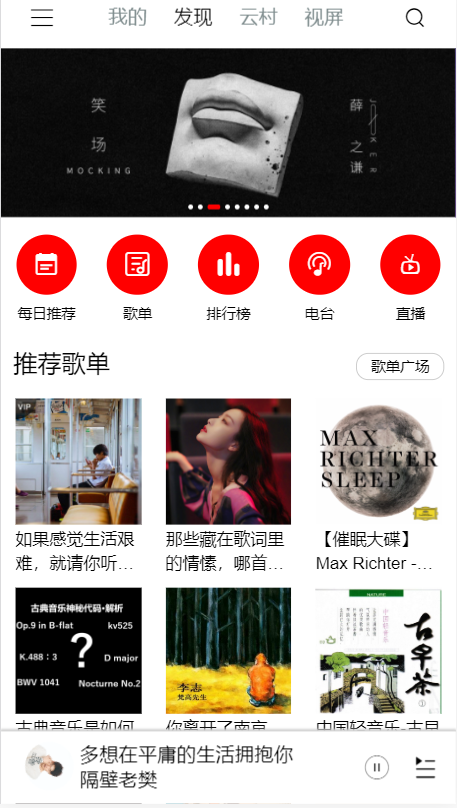 我的 发现 云村 视屏
笑场
MOCKING
薛之谦
JOKER
每日推荐 歌单 排行榜 电台 直播
推荐歌单 歌单广场
VIP
如果感觉生活艰
难，就请你听...
那些藏在歌词里
的情愫，哪首...
MAX
RICHTER
SLEEP
【催眠大碟】
Max Richter -...
古典音乐神秘代码·解析
Op.9 in B-flat kv525
?
K.488：3 D major
BWV 1041 Nocturne No.2
李志
梵高先生
NATURE
中国轻音乐
古早茶
①
古典音乐是如何
你离开了南京
中国轻音乐-古早
多想在平庸的生活拥抱你
隔壁老樊